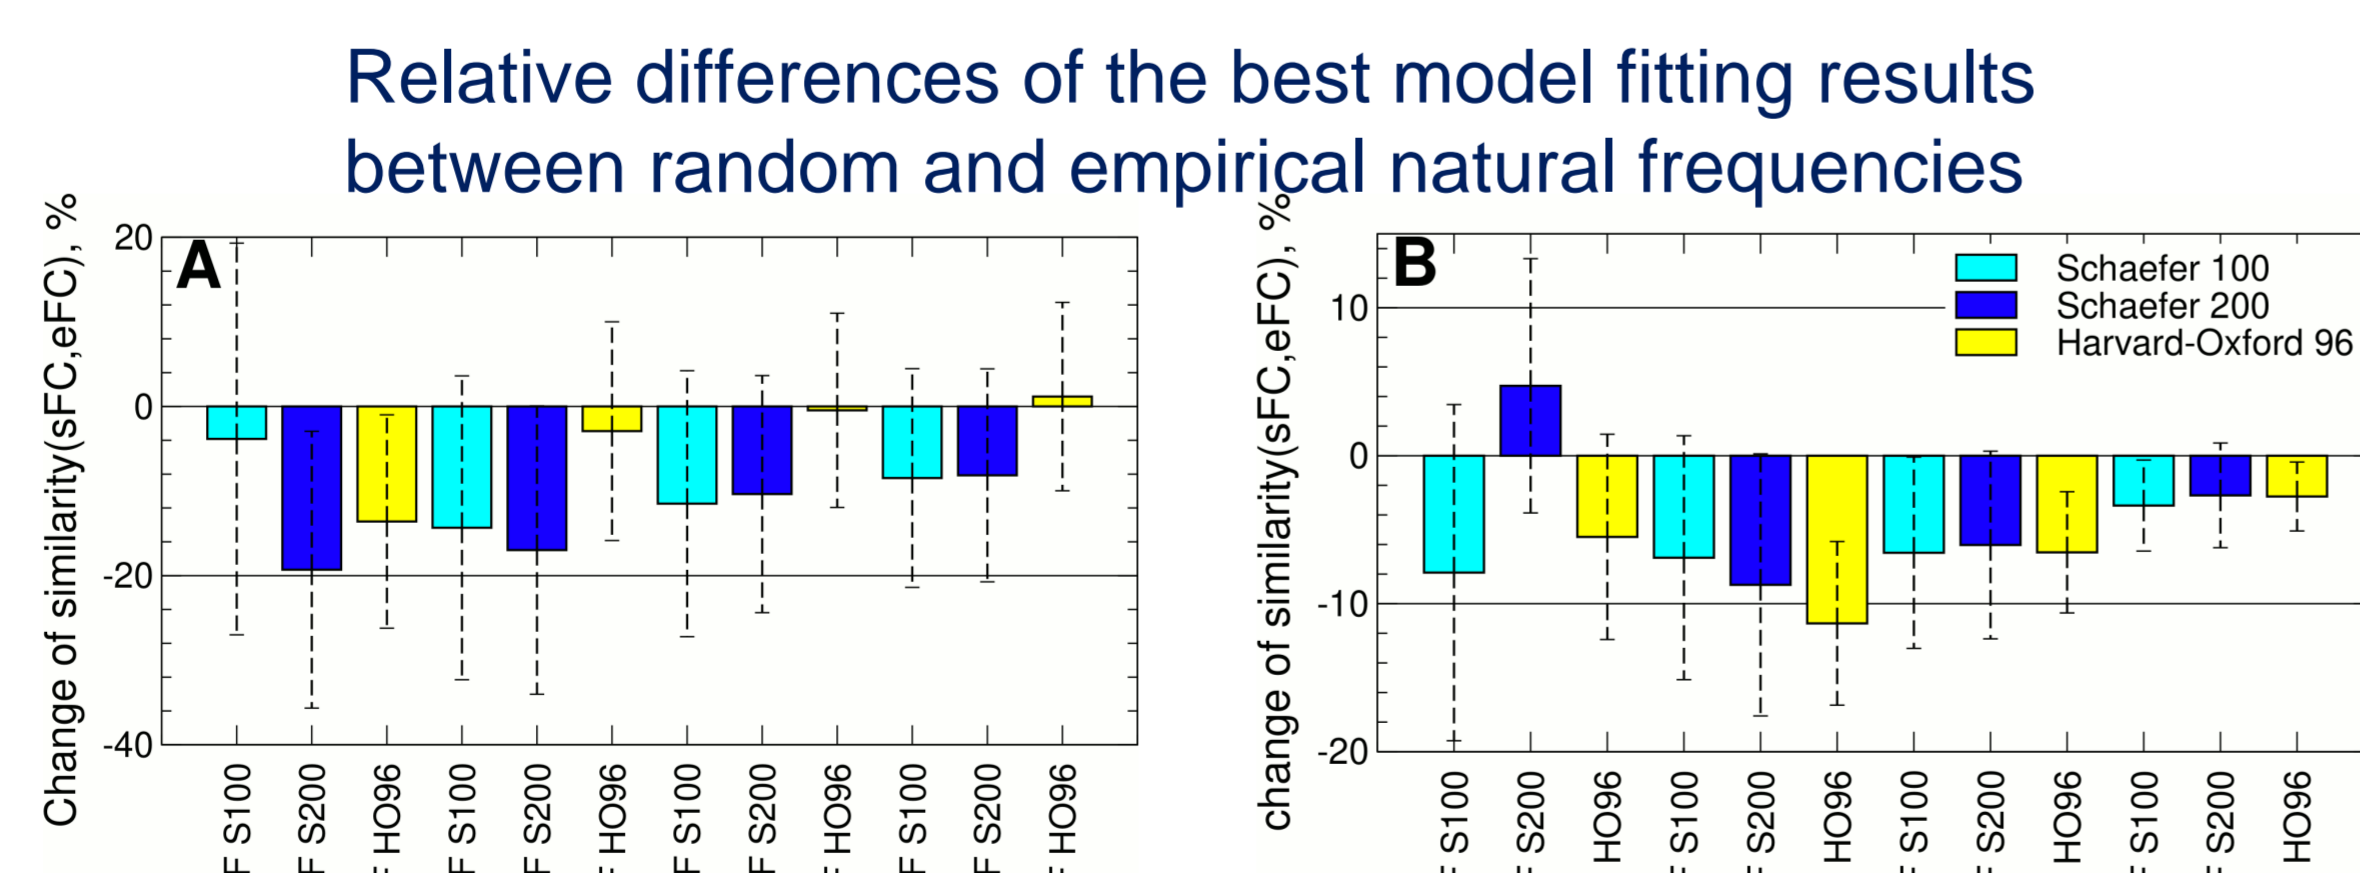 Relative differences of the best model fitting results
between random and empirical natural frequencies
Change of similarity(sFC,eFC), %
A
20
0
-20
-40
F S100
F S200
F HO96
F S100
F S200
F HO96
F S100
F S200
F HO96
F S100
F S200
F HO96
change of similarity(sFC,eFC), %
B
10
0
-10
-20
Schaefer 100
Schaefer 200
Harvard-Oxford 96
F S100
F S200
HO96
F S100
F S200
HO96
F S100
F S200
HO96
F S100
F S200
HO96